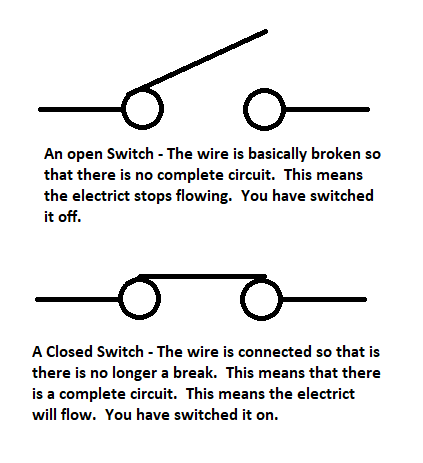 An open Switch - The wire is basically broken so
that there is no complete circuit.  This means
the electrict stops flowing.  You have switched
it off.
A Closed Switch - The wire is connected so that is
there is no longer a break.  This means that there
is a complete circuit.  This means the electrict
will flow.  You have switched it on.